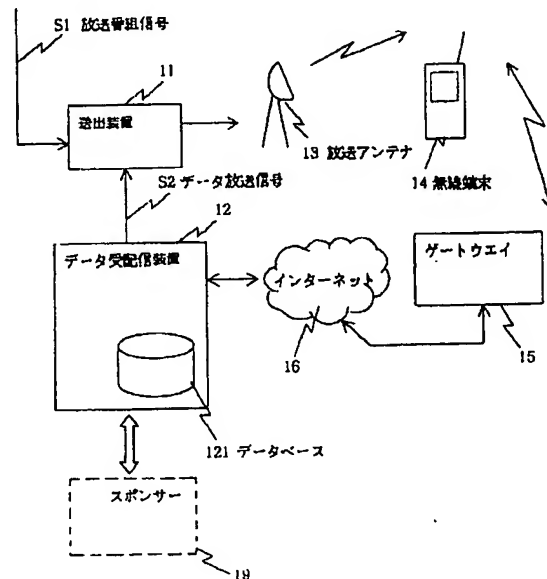 S1 放送番組信号
11
送出装置
13 放送アンテナ
14 無線端末
S2 データ放送信号
12
データ受配信装置
インターネット
ゲートウエイ
16
15
121 データベース
スポンサー
19